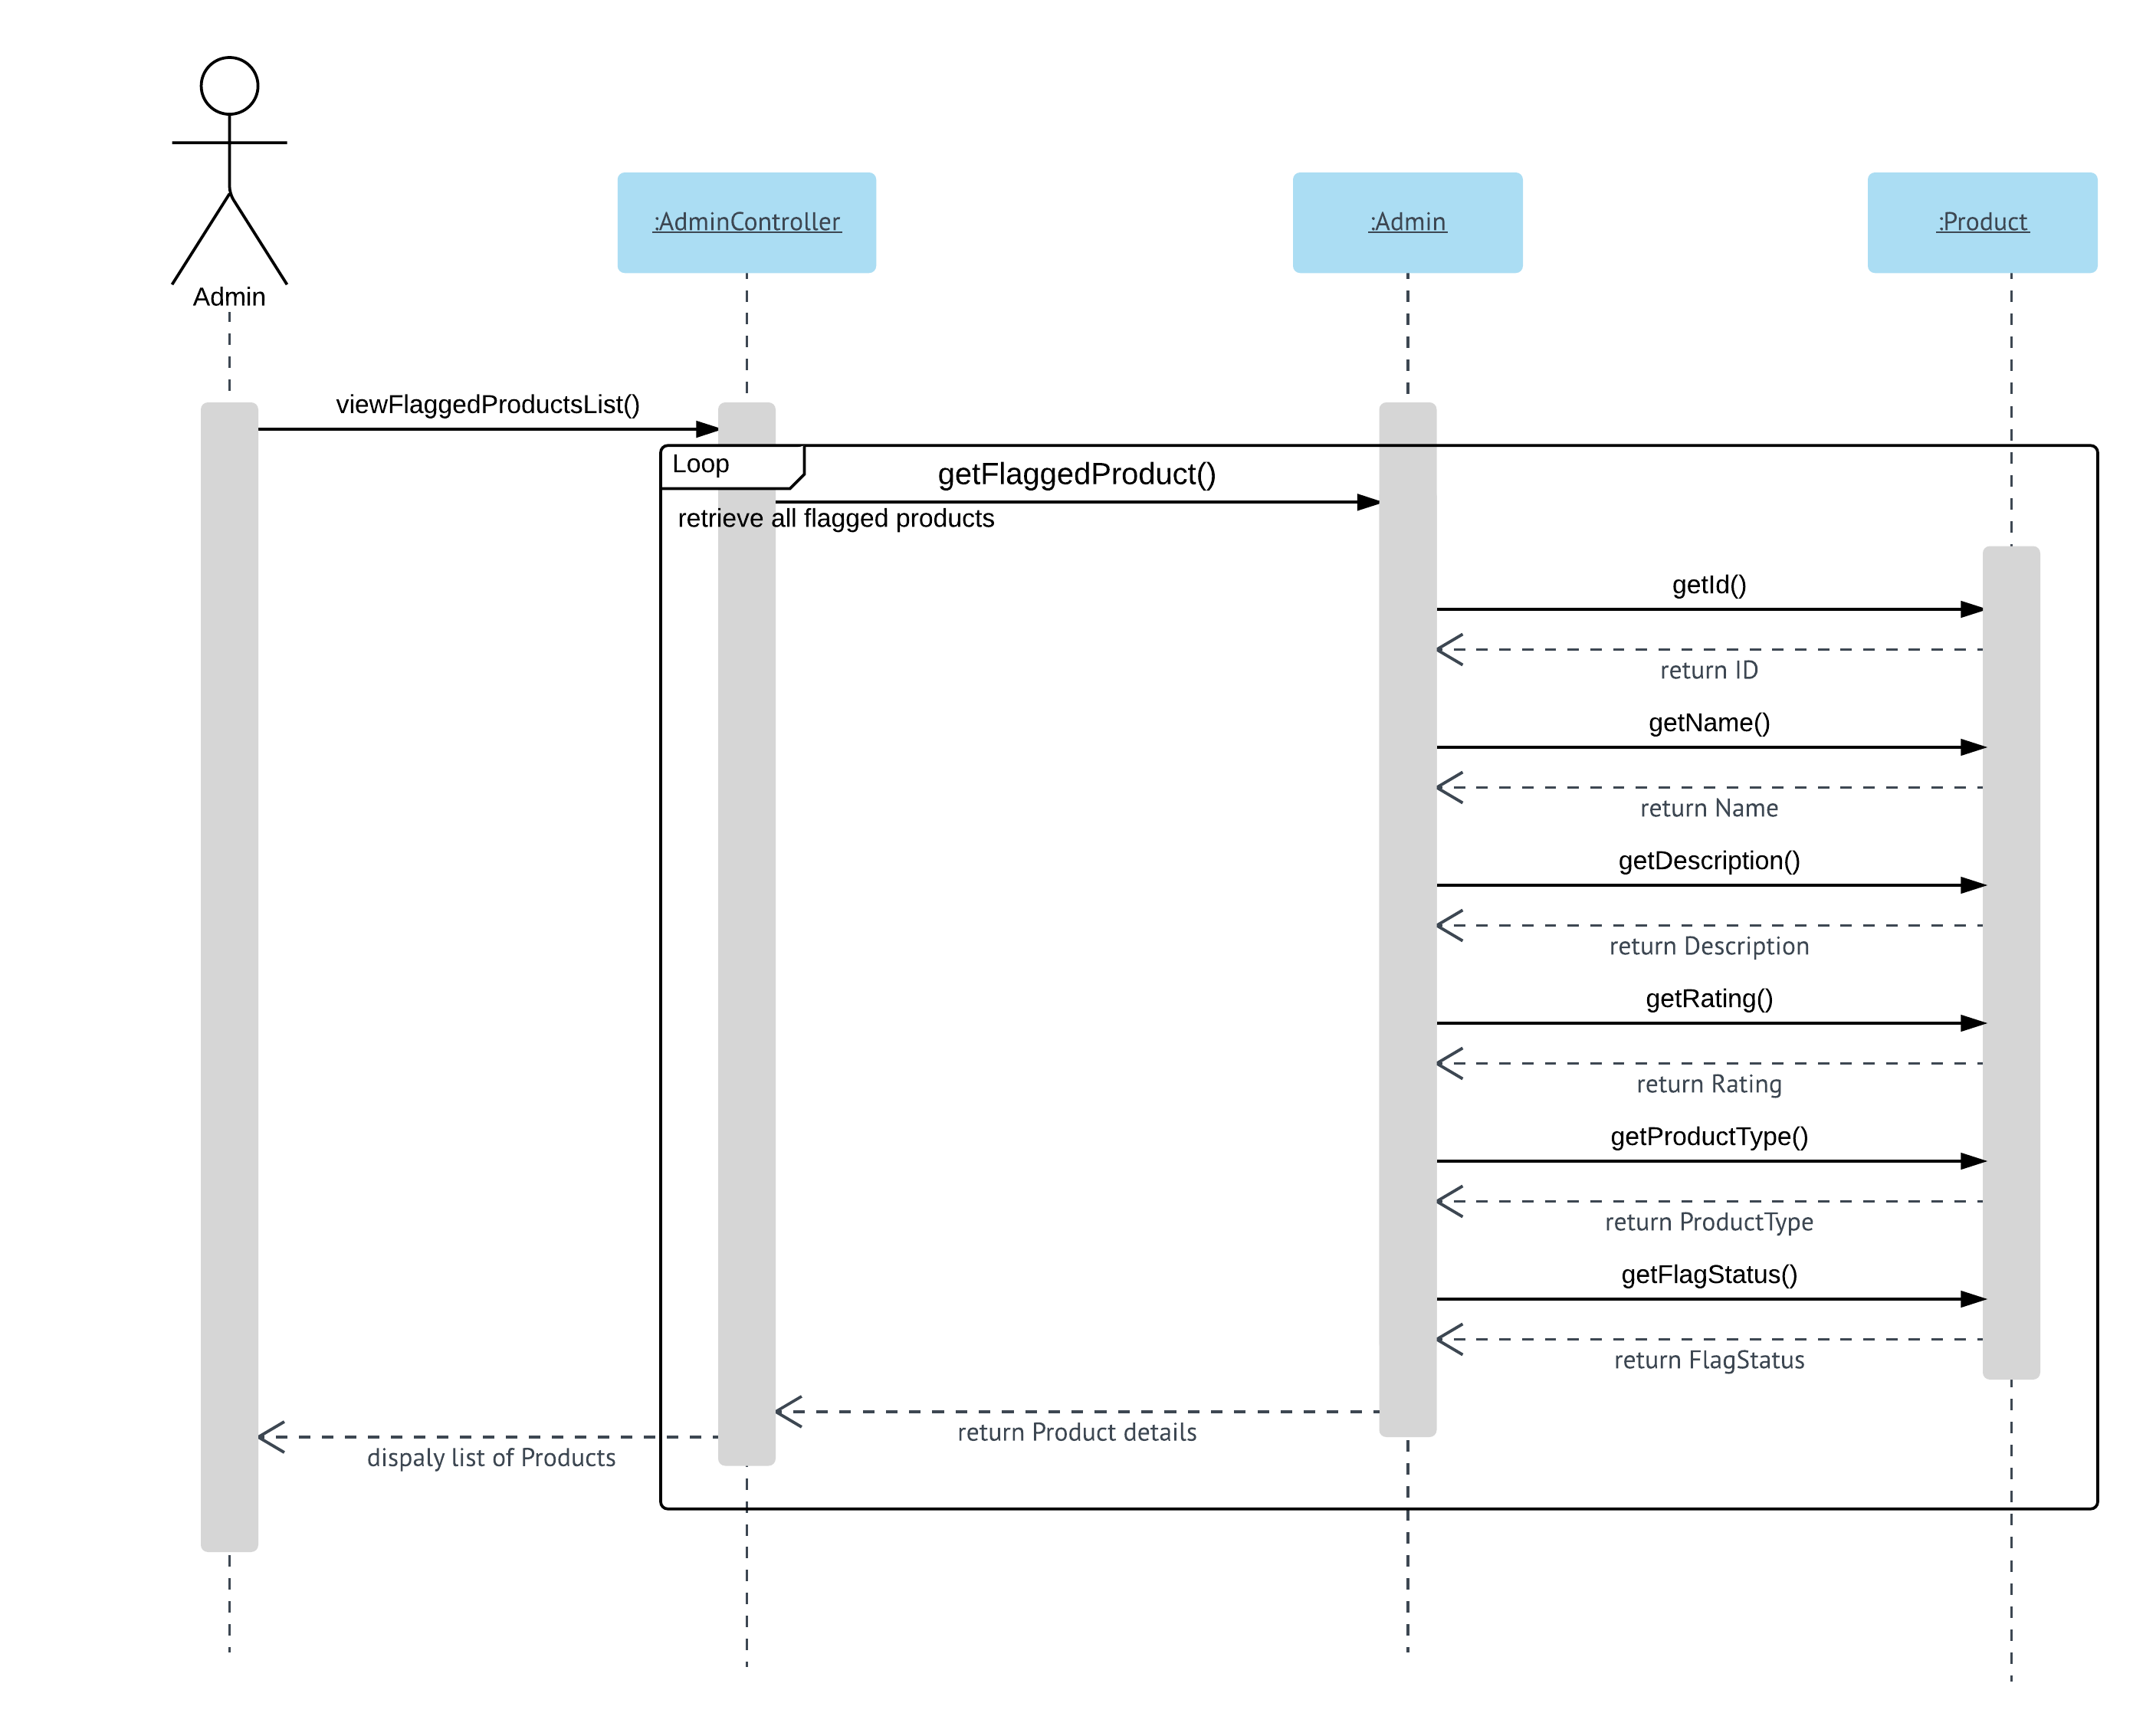 Admin
:AdminController
:Admin
:Product
viewFlaggedProductsList()
Loop
getFlaggedProduct()
retrieve all flagged products
getId()
return ID
getName()
return Name
getDescription()
return Description
getRating()
return Rating
getProductType()
return ProductType
getFlagStatus()
return FlagStatus
return Product details
dispaly list of Products